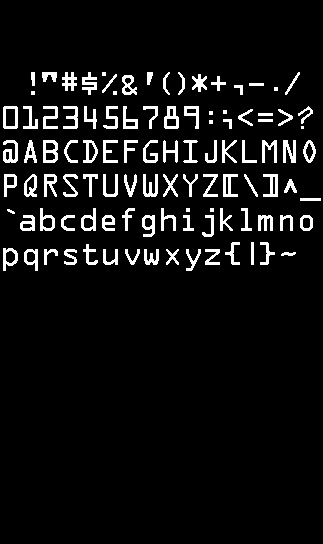 !"#$%&'()*+,-./
0123456789:;<=>?
@ABCDEFGHIJKLMNO
PQRSTUVWXYZ[\]^_
`abcdefghijklmno
pqrstuvwxyz{|}~